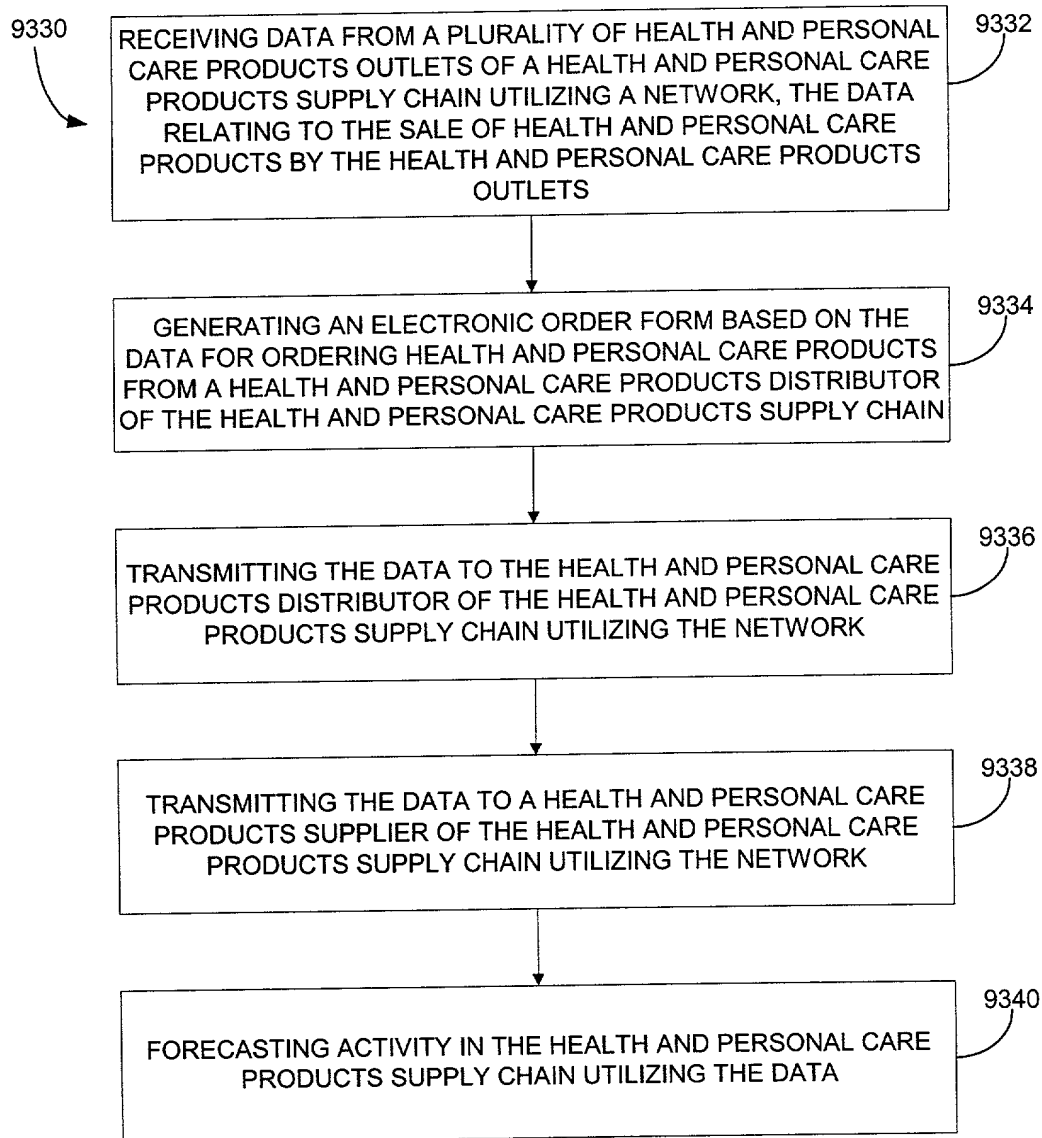 9330
RECEIVING DATA FROM A PLURALITY OF HEALTH AND PERSONAL
CARE PRODUCTS OUTLETS OF A HEALTH AND PERSONAL CARE
PRODUCTS SUPPLY CHAIN UTILIZING A NETWORK, THE DATA
RELATING TO THE SALE OF HEALTH AND PERSONAL CARE
PRODUCTS BY THE HEALTH AND PERSONAL CARE PRODUCTS
OUTLETS
9332
GENERATING AN ELECTRONIC ORDER FORM BASED ON THE
DATA FOR ORDERING HEALTH AND PERSONAL CARE PRODUCTS
FROM A HEALTH AND PERSONAL CARE PRODUCTS DISTRIBUTOR
OF THE HEALTH AND PERSONAL CARE PRODUCTS SUPPLY CHAIN
9334
TRANSMITTING THE DATA TO THE HEALTH AND PERSONAL CARE
PRODUCTS DISTRIBUTOR OF THE HEALTH AND PERSONAL CARE
PRODUCTS SUPPLY CHAIN UTILIZING THE NETWORK
9336
TRANSMITTING THE DATA TO A HEALTH AND PERSONAL CARE
PRODUCTS SUPPLIER OF THE HEALTH AND PERSONAL CARE
PRODUCTS SUPPLY CHAIN UTILIZING THE NETWORK
9338
FORECASTING ACTIVITY IN THE HEALTH AND PERSONAL CARE
PRODUCTS SUPPLY CHAIN UTILIZING THE DATA
9340